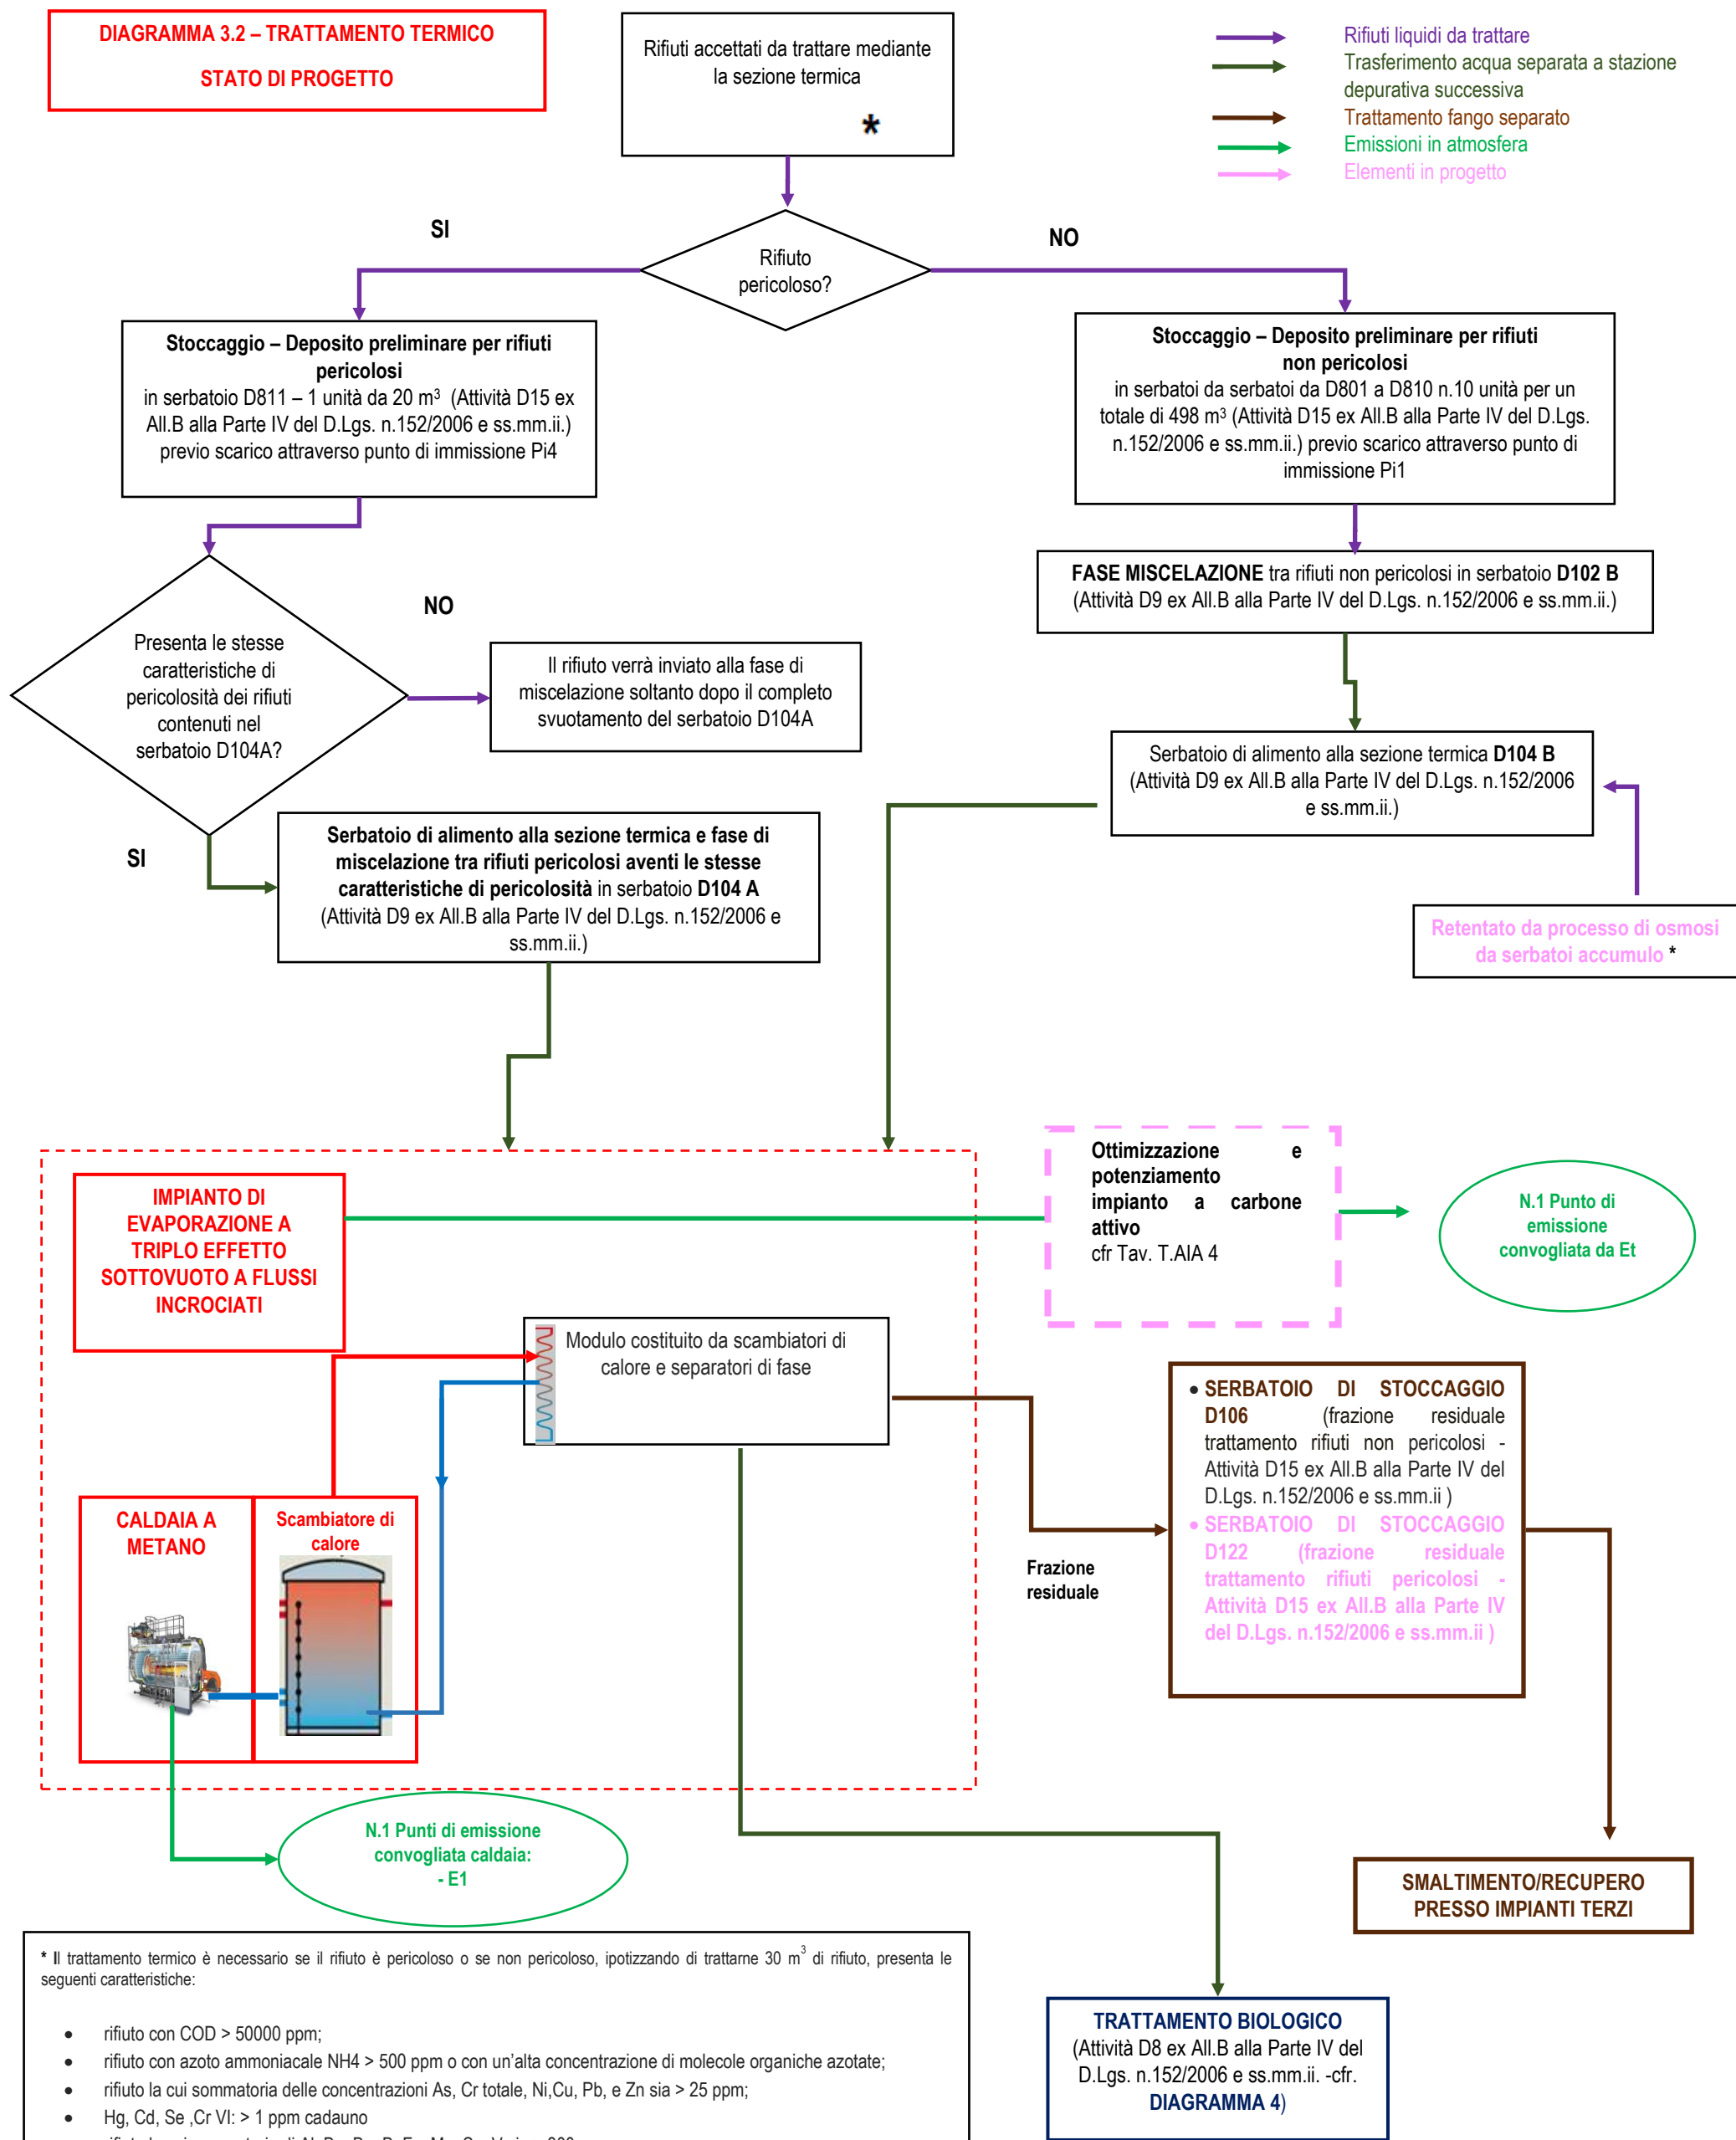 DIAGRAMMA 3.2 – TRATTAMENTO TERMICO
STATO DI PROGETTO
Rifiuti accettati da trattare mediante
la sezione termica
*
Rifiuti liquidi da trattare
Trasferimento acqua separata a stazione
depurativa successiva
Trattamento fango separato
Emissioni in atmosfera
Elementi in progetto
SI
NO
Rifiuto
pericoloso?
Stoccaggio – Deposito preliminare per rifiuti
pericolosi
in serbatoio D811 – 1 unità da 20 m³ (Attività D15 ex
All.B alla Parte IV del D.Lgs. n.152/2006 e ss.mm.ii.)
previo scarico attraverso punto di immissione Pi4
Stoccaggio – Deposito preliminare per rifiuti
non pericolosi
in serbatoi da serbatoi da D801 a D810 n.10 unità per un
totale di 498 m³ (Attività D15 ex All.B alla Parte IV del D.Lgs.
n.152/2006 e ss.mm.ii.) previo scarico attraverso punto di
immissione Pi1
FASE MISCELAZIONE tra rifiuti non pericolosi in serbatoio D102 B
(Attività D9 ex All.B alla Parte IV del D.Lgs. n.152/2006 e ss.mm.ii.)
NO
Presenta le stesse
caratteristiche di
pericolosità dei rifiuti
contenuti nel
serbatoio D104A?
Il rifiuto verrà inviato alla fase di
miscelazione soltanto dopo il completo
svuotamento del serbatoio D104A
Serbatoio di alimento alla sezione termica D104 B
(Attività D9 ex All.B alla Parte IV del D.Lgs. n.152/2006
e ss.mm.ii.)
SI
Serbatoio di alimento alla sezione termica e fase di
miscelazione tra rifiuti pericolosi aventi le stesse
caratteristiche di pericolosità in serbatoio D104 A
(Attività D9 ex All.B alla Parte IV del D.Lgs. n.152/2006 e
ss.mm.ii.)
Retentato da processo di osmosi
da serbatoi accumulo *
IMPIANTO DI
EVAPORAZIONE A
TRIPLO EFFETTO
SOTTOVUOTO A FLUSSI
INCROCIATI
Ottimizzazione e
potenziamento
impianto a carbone
attivo
cfr Tav. T.AIA 4
N.1 Punto di
emissione
convogliata da Et
Modulo costituito da scambiatori di
calore e separatori di fase
• SERBATOIO DI STOCCAGGIO
D106 (frazione residuale
trattamento rifiuti non pericolosi -
Attività D15 ex All.B alla Parte IV del
D.Lgs. n.152/2006 e ss.mm.ii )
• SERBATOIO DI STOCCAGGIO
D122 (frazione residuale
trattamento rifiuti pericolosi -
Attività D15 ex All.B alla Parte IV
del D.Lgs. n.152/2006 e ss.mm.ii )
CALDAIA A
METANO
Scambiatore di
calore
Frazione
residuale
N.1 Punti di emissione
convogliata caldaia:
- E1
SMALTIMENTO/RECUPERO
PRESSO IMPIANTI TERZI
* Il trattamento termico è necessario se il rifiuto è pericoloso o se non pericoloso, ipotizzando di trattarne 30 m³ di rifiuto, presenta le
seguenti caratteristiche:
• rifiuto con COD > 50000 ppm;
• rifiuto con azoto ammoniacale NH4 > 500 ppm o con un'alta concentrazione di molecole organiche azotate;
• rifiuto la cui sommatoria delle concentrazioni As, Cr totale, Ni,Cu, Pb, e Zn sia > 25 ppm;
• Hg, Cd, Se ,Cr VI: > 1 ppm cadauno
TRATTAMENTO BIOLOGICO
(Attività D8 ex All.B alla Parte IV del
D.Lgs. n.152/2006 e ss.mm.ii. -cfr.
DIAGRAMMA 4)